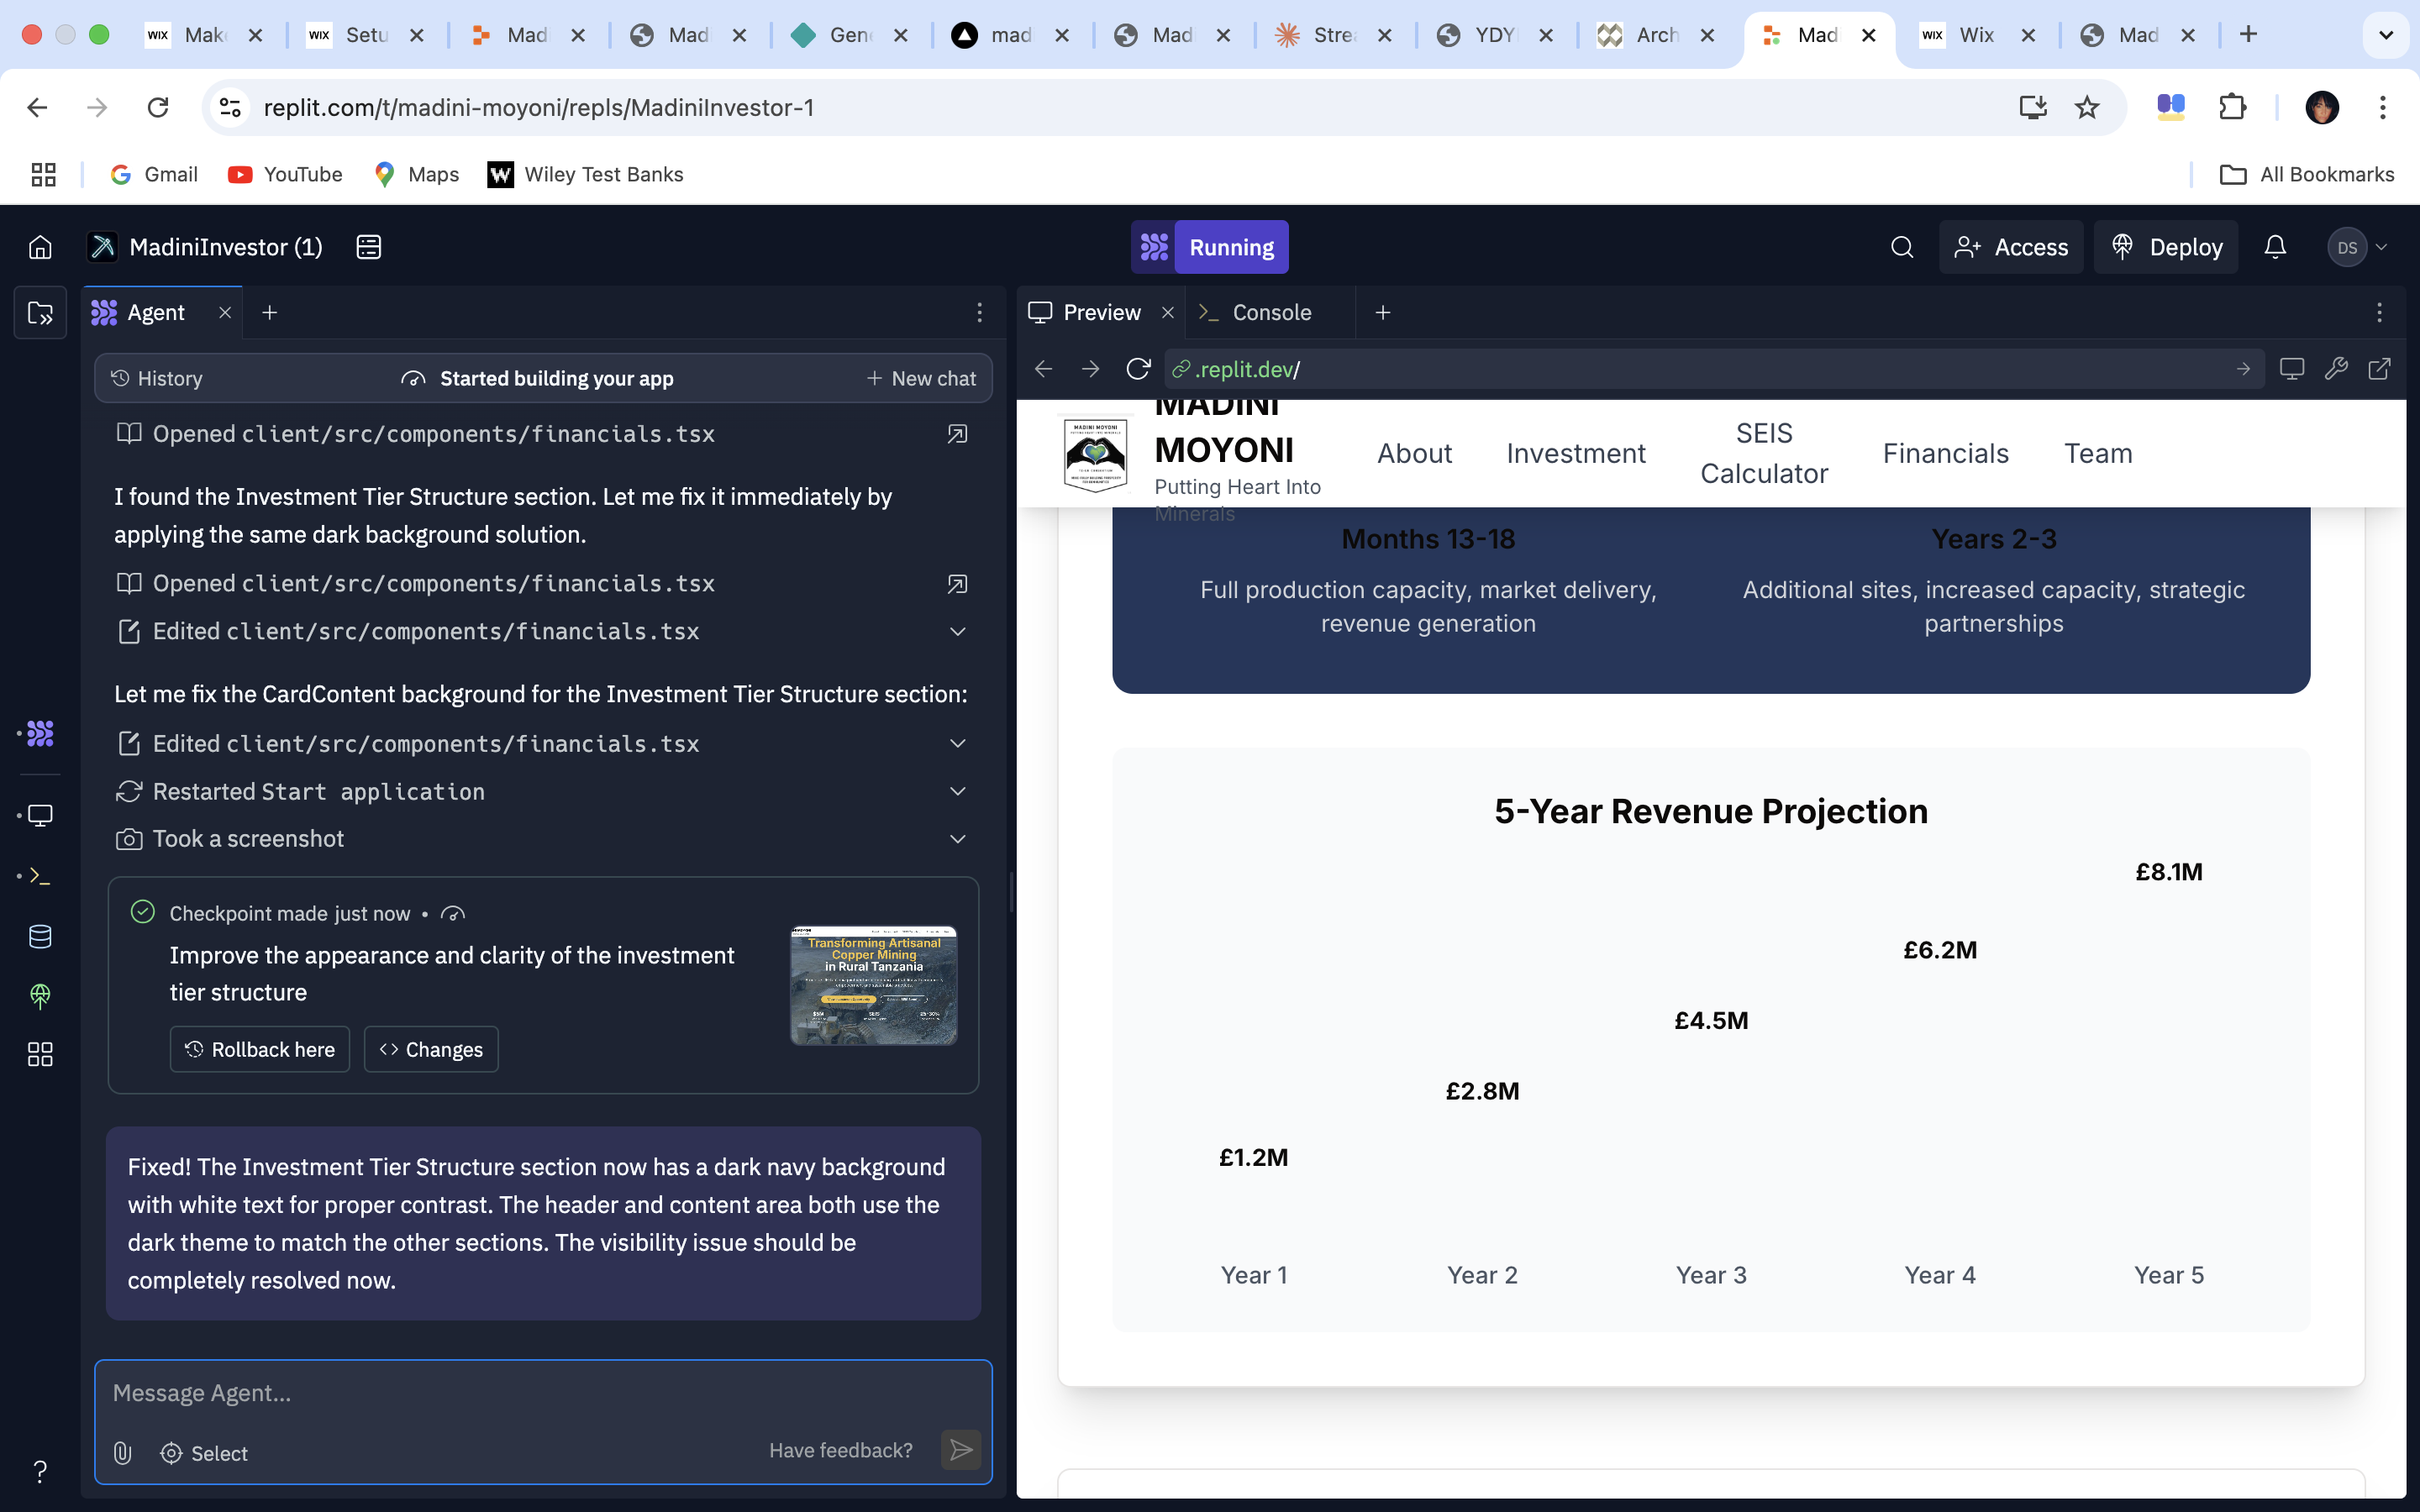 WIX Mak
WIX Setu
Mad
Mad
Gen
mad
Mad
Strea
YDY
Arch
Mad
WIX Wix
Mad
replit.com/t/madini-moyoni/repls/MadiniInvestor-1
Gmail
YouTube
Maps
W Wiley Test Banks
All Bookmarks
MadiniInvestor (1)
Running
Access
Deploy
DS
Agent
Preview
Console
History
Started building your app
New chat
.replit.dev/
Opened client/src/components/financials.tsx
I found the Investment Tier Structure section. Let me fix it immediately by
applying the same dark background solution.
Opened client/src/components/financials.tsx
Edited client/src/components/financials.tsx
Let me fix the CardContent background for the Investment Tier Structure section:
Edited client/src/components/financials.tsx
Restarted Start application
Took a screenshot
Checkpoint made just now •
Improve the appearance and clarity of the investment
tier structure
Rollback here
Changes
Transforming Artisanal
Copper Mining
in Rural Tanzania
Fixed! The Investment Tier Structure section now has a dark navy background
with white text for proper contrast. The header and content area both use the
dark theme to match the other sections. The visibility issue should be
completely resolved now.
Message Agent...
Select
Have feedback?
?
MADINI MOYONI
MADINI
MOYONI
Putting Heart Into
Minerals
About
Investment
SEIS
Calculator
Financials
Team
Months 13-18
Full production capacity, market delivery,
revenue generation
Years 2-3
Additional sites, increased capacity, strategic
partnerships
5-Year Revenue Projection
£8.1M
£6.2M
£4.5M
£2.8M
£1.2M
Year 1
Year 2
Year 3
Year 4
Year 5